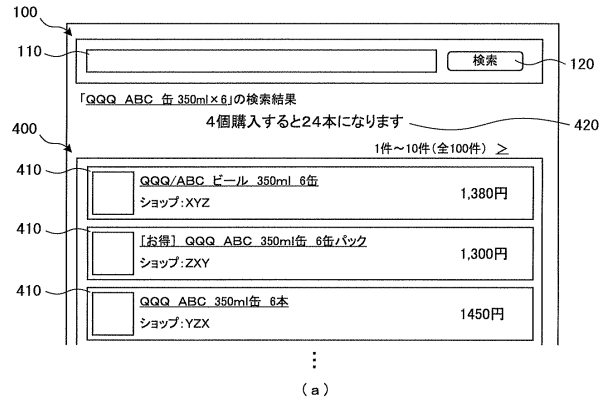 100
110
検索
120
「QQQ ABC 缶 350ml×6」の検索結果
4個購入すると24本になります
420
400
1件~10件(全100件) ≥
410
QQQ/ABC ビール 350ml 6缶
ショップ:XYZ
1,380円
410
[お得] QQQ ABC 350ml缶 6缶パック
ショップ:ZXY
1,300円
410
QQQ ABC 350ml缶 6本
ショップ:YZX
1450円
⋮
(a)